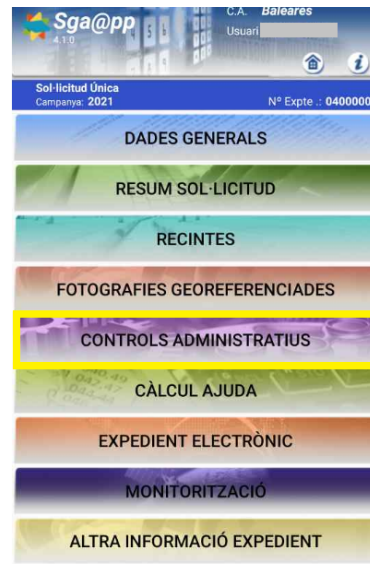 Sga@pp
4.1.0
C.A. Baleares
Usuari
Sol·licitud Única
Campanya: 2021
Nº Expte .: 0400000
DADES GENERALS
RESUM SOL·LICITUD
RECINTES
FOTOGRAFIES GEOREFERENCIADES
CONTROLS ADMINISTRATIUS
CÀLCUL AJUDA
EXPEDIENT ELECTRÒNIC
MONITORITZACIÓ
ALTRA INFORMACIÓ EXPEDIENT